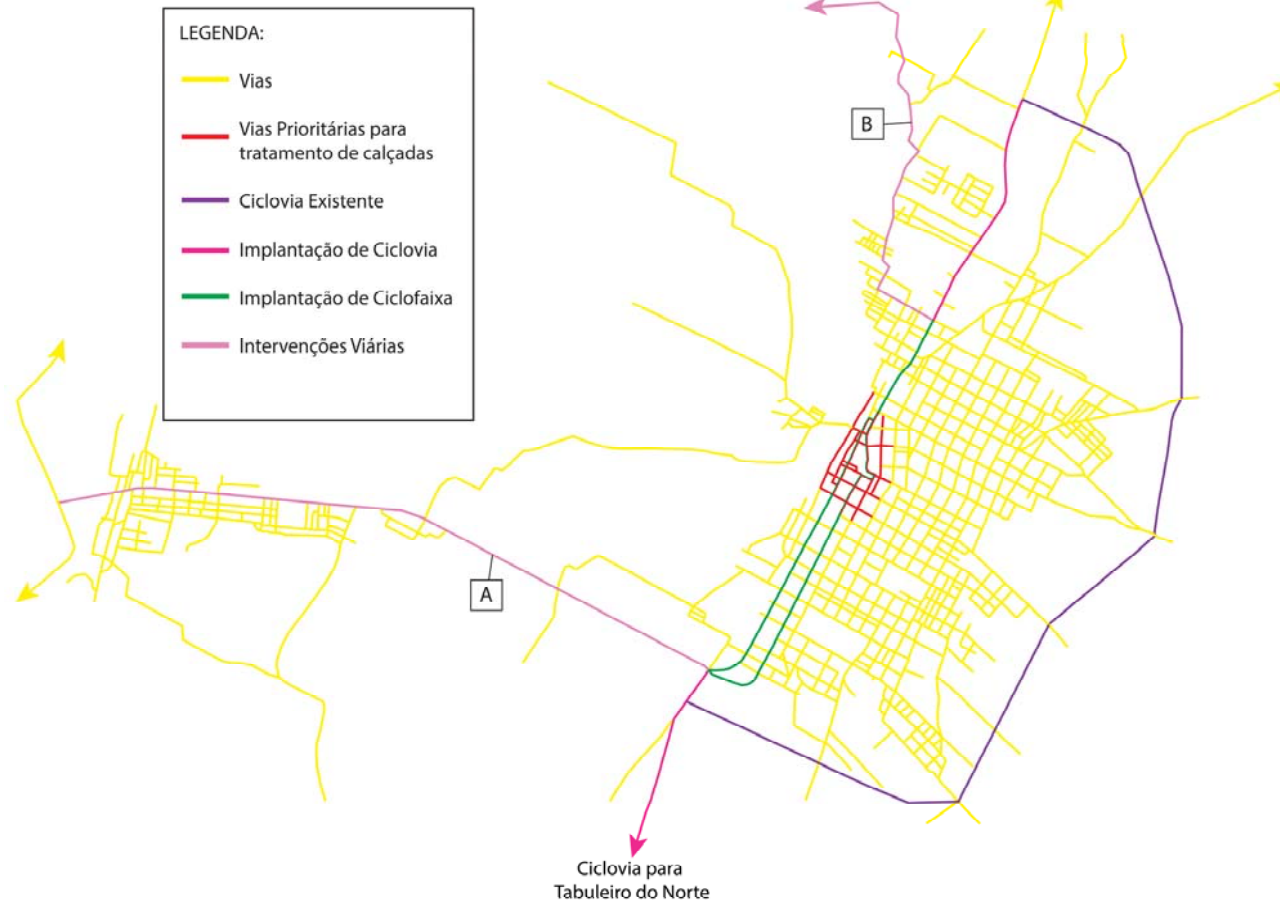 LEGENDA:
Vias
Vias Prioritárias para
tratamento de calçadas
Ciclovia Existente
Implantação de Ciclovia
Implantação de Ciclofaixa
Intervenções Viárias
B
A
Ciclovia para
Tabuleiro do Norte